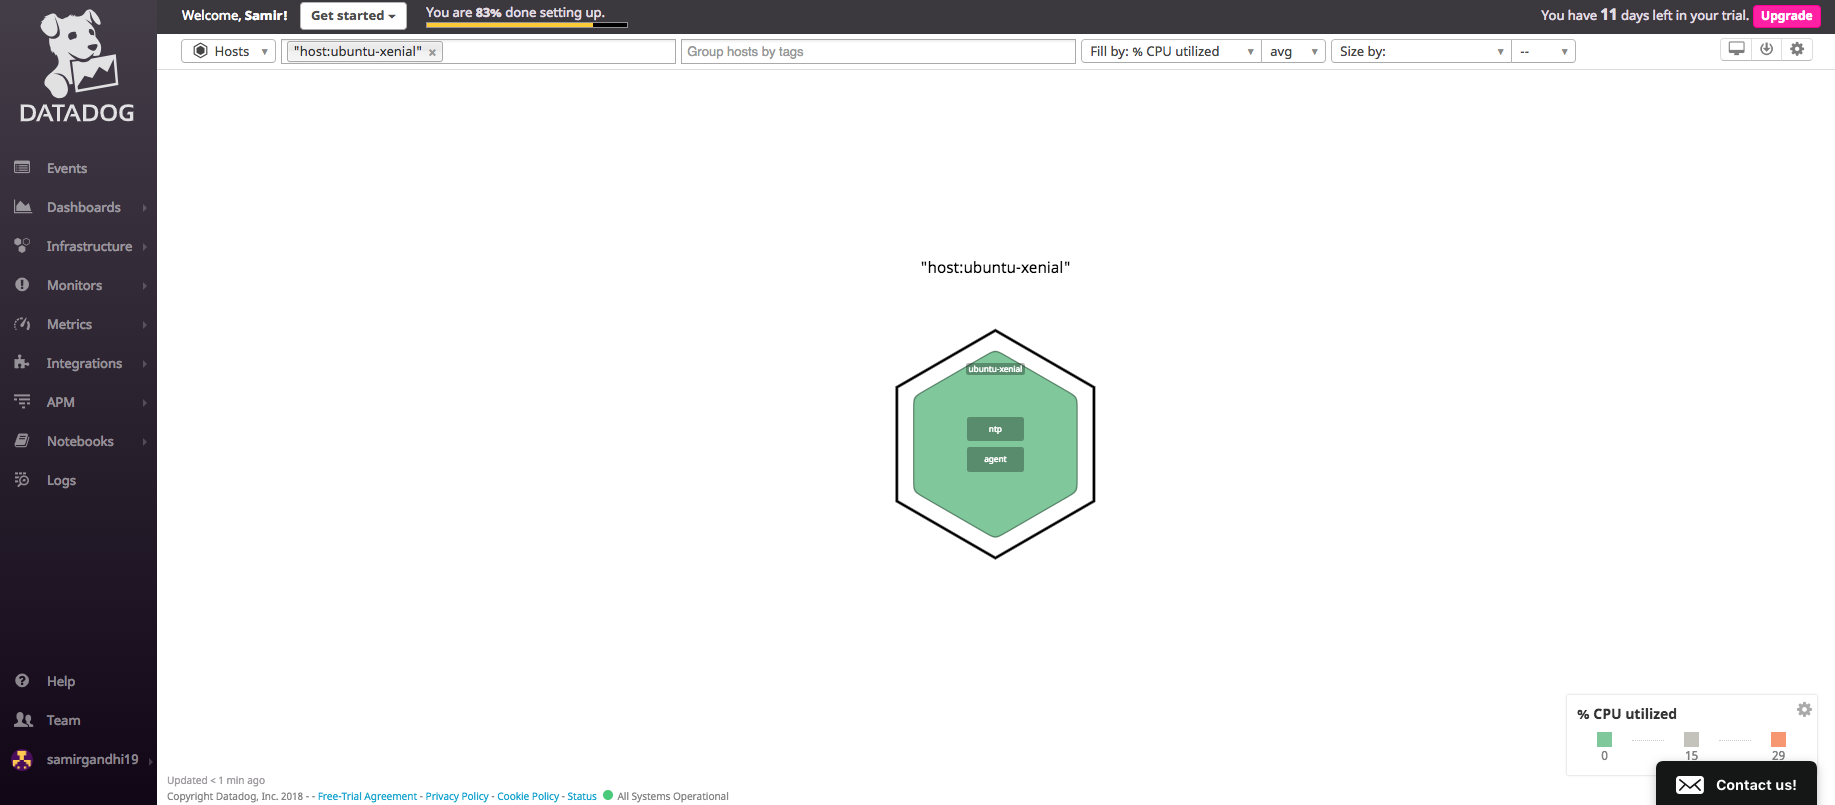 Welcome, Samir!
Get started
You are 83% done setting up.
You have 11 days left in your trial.
Upgrade
DATADOG
Hosts
"host:ubuntu-xenial" ×
Group hosts by tags
Fill by: % CPU utilized
avg
Size by:
--
Events
Dashboards
Infrastructure
Monitors
Metrics
Integrations
APM
Notebooks
Logs
Help
Team
samirgandhi19
"host:ubuntu-xenial"
ubuntu-xenial
ntp
agent
% CPU utilized
0 15 29
Contact us!
Updated < 1 min ago
Copyright Datadog, Inc. 2018 - - Free-Trial Agreement - Privacy Policy - Cookie Policy - Status All Systems Operational